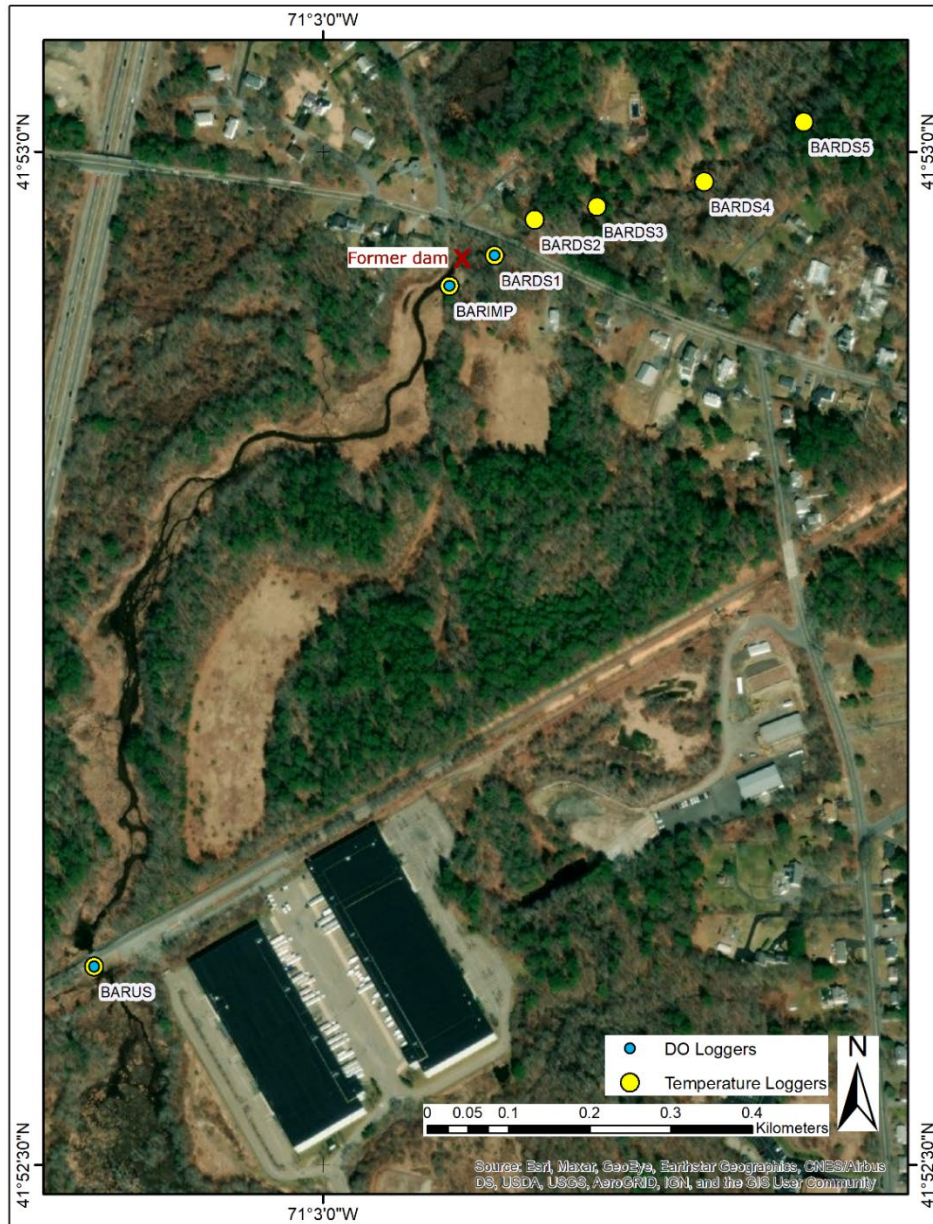 71°3'0"W
41°53'0"N
41°53'0"N
BARDS5
BARDS4
BARDS3
BARDS2
Former dam X
BARDS1
BARIMP
BARUS
DO Loggers
Temperature Loggers
N
0 0.05 0.1 0.2 0.3 0.4
Kilometers
Source: Esri, Maxar, GeoEye, Earthstar Geographics, CNES/Airbus
DS, USDA, USGS, AeroGRID, IGN, and the GIS User Community
41°52'30"N
41°52'30"N
71°3'0"W